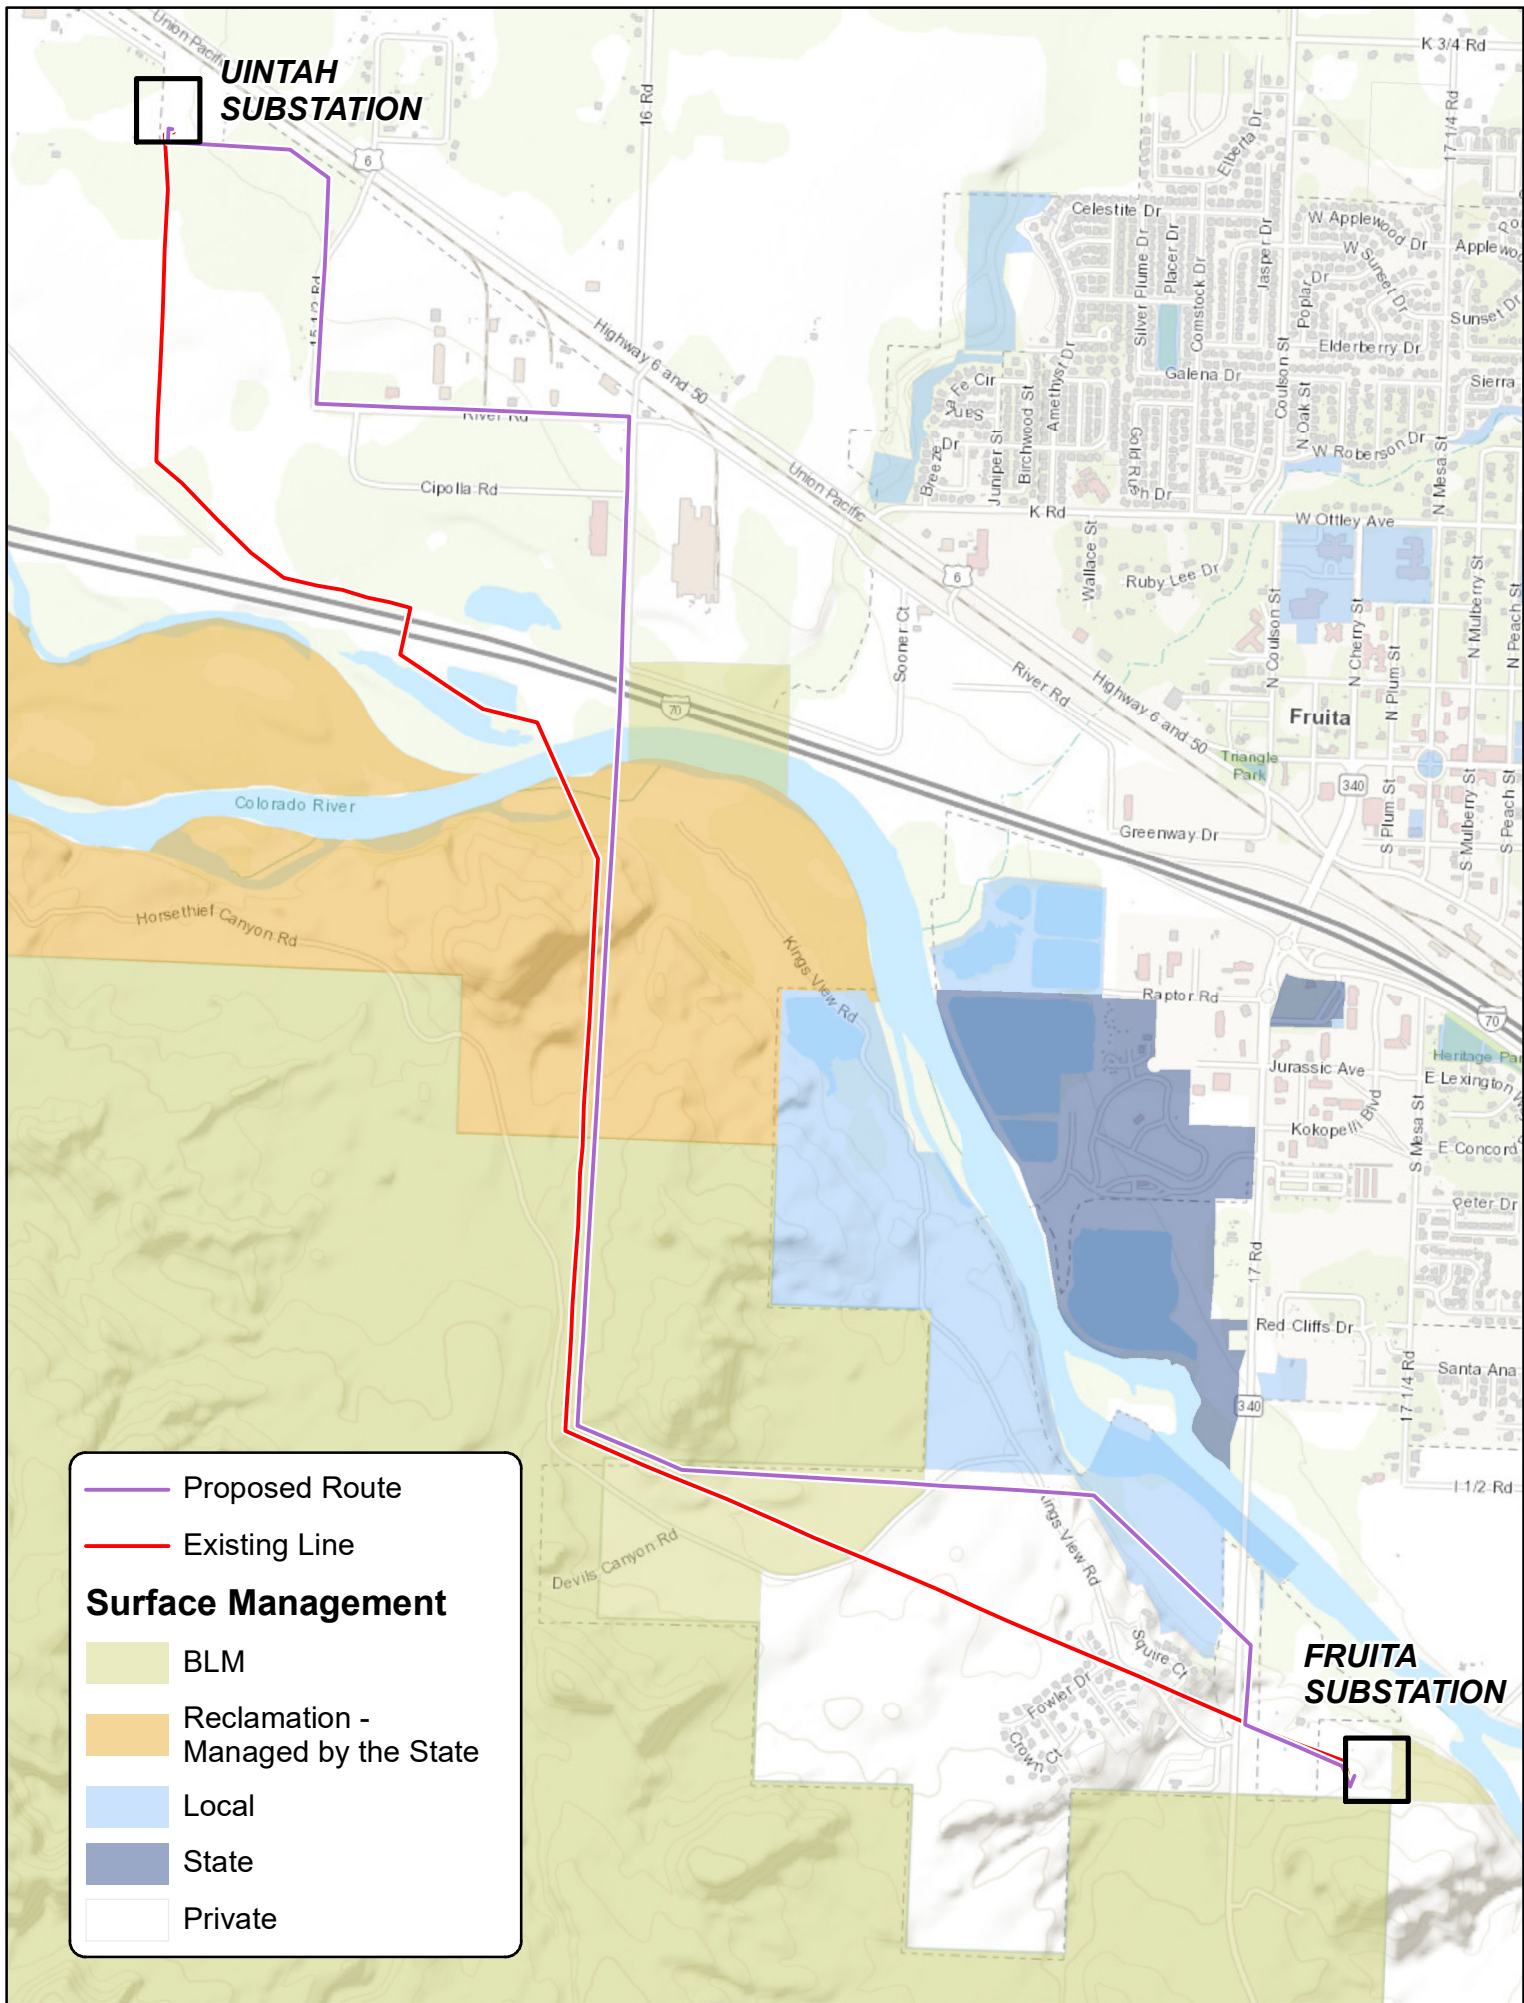 Union Pacific
K 3/4 Rd
UINTAH
SUBSTATION
16 Rd
17 1/4 Rd
6
Elberta Dr
Celestite Dr
W Applewood Dr
W Sunset Dr
Silver Plume Dr
Placer Dr
Comstock Dr
Jasper Dr
Poplar Dr
Sunset Dr
15 1/2 Rd
Highway 6 and 50
Elderberry Dr
Galena Dr
Sierra
Coulson St
N Oak St
Amethyst Dr
Birchwood St
Juniper St
Breeze Dr
River Rd
W Roberson Dr
N Mesa St
Cipolla Rd
Union Pacific
K Rd
W Ottley Ave
Wallace St
Ruby Lee Dr
6
N Coulson St
N Cherry St
N Plum St
N Mulberry St
N Peach St
Sooner Ct
River Rd
Highway 6 and 50
Fruita
70
Triangle
Park
340
Colorado River
Greenway Dr
S Plum St
S Mulberry St
S Peach St
Horsethief Canyon Rd
Kings View Rd
Raptor Rd
70
Heritage Par
Jurassic Ave
E Lexington
Kokopelli Blvd
S Mesa St
E Concord
Peter Dr
17 Rd
Red Cliffs Dr
Santa Ana
17 1/4 Rd
340
I 1/2 Rd
Kings View Rd
Devils Canyon Rd
Squire Ct
Fowler Dr
Crown Ct
FRUITA
SUBSTATION
Proposed Route
Existing Line
Surface Management
BLM
Reclamation -
Managed by the State
Local
State
Private